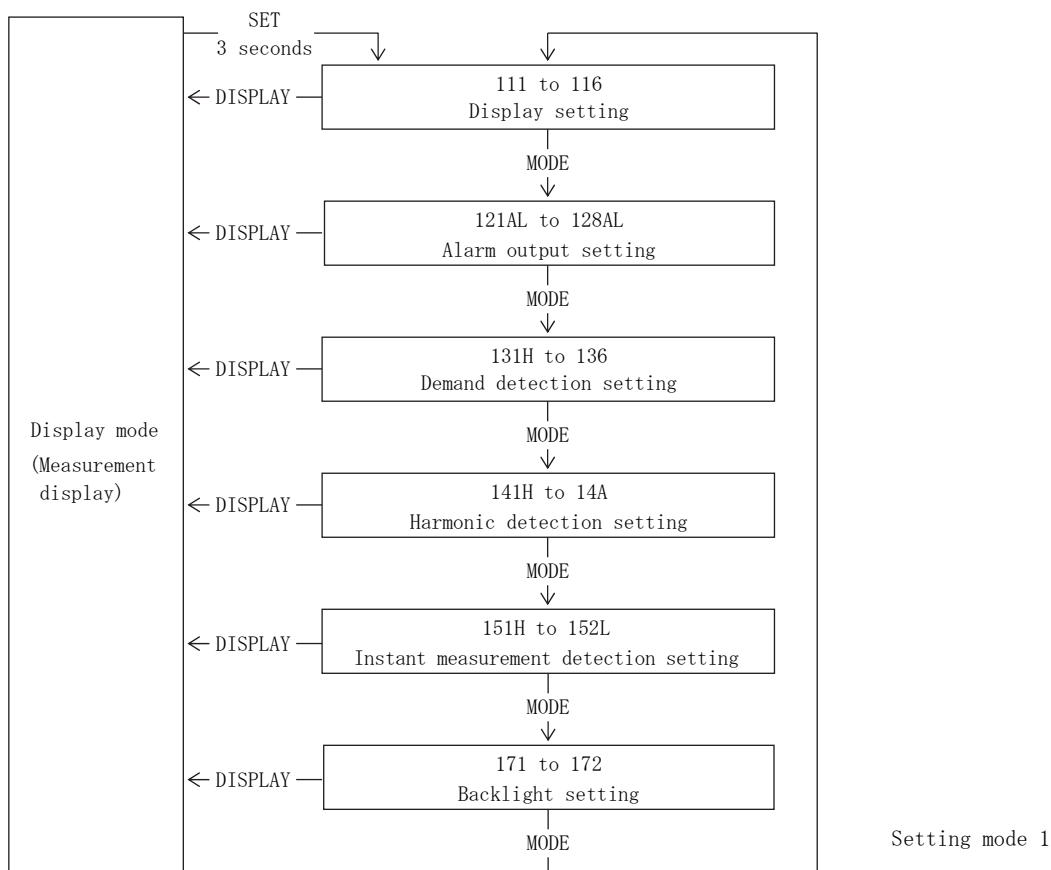 SET
3 seconds
111 to 116
Display setting
DISPLAY
MODE
121AL to 128AL
Alarm output setting
DISPLAY
MODE
131H to 136
Demand detection setting
DISPLAY
MODE
Display mode
(Measurement
display)
141H to 14A
Harmonic detection setting
DISPLAY
MODE
151H to 152L
Instant measurement detection setting
DISPLAY
MODE
171 to 172
Backlight setting
DISPLAY
MODE
Setting mode 1